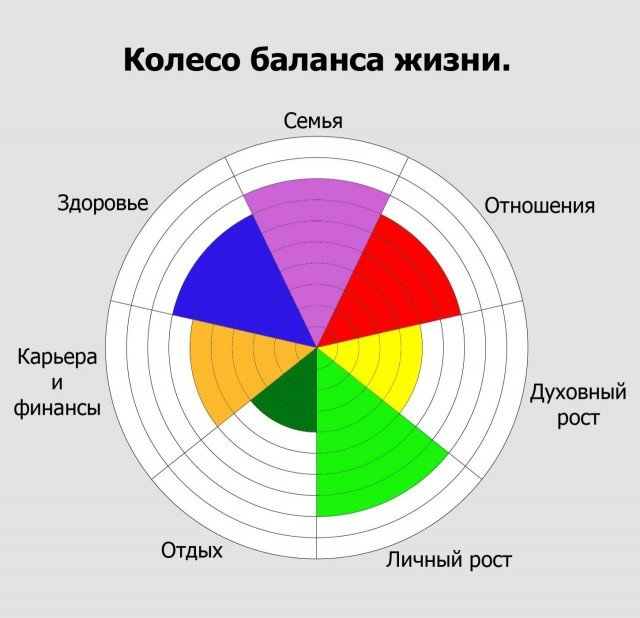 Колесо баланса жизни.
Семья
Здоровье
Отношения
Карьера
и
финансы
Духовный
рост
Отдых
Личный рост